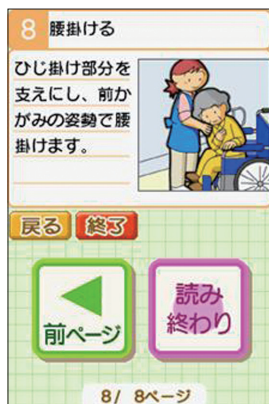 8 腰掛ける
ひじ掛け部分を
支えにし、前か
がみの姿勢で腰
掛けます。
戻る 終了
前ページ
読み
終わり
8/ 8ページ